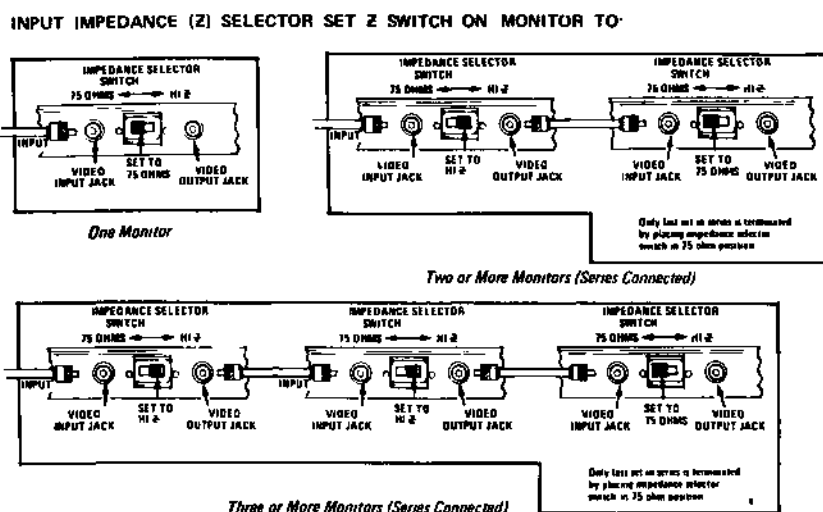 INPUT IMPEDANCE (Z) SELECTOR SET Z SWITCH ON MONITOR TO
IMPEDANCE SELECTOR
SWITCH
75 OHMS HI Z
INPUT
VIDEO
INPUT JACK
SET TO
75 OHMS
VIDEO
OUTPUT JACK
One Monitor
IMPEDANCE SELECTOR
SWITCH
75 OHMS HI Z
INPUT
VIDEO
INPUT JACK
SET TO
HI Z
VIDEO
OUTPUT JACK
IMPEDANCE SELECTOR
SWITCH
75 OHMS HI Z
VIDEO
INPUT JACK
SET TO
75 OHMS
VIDEO
OUTPUT JACK
Only last set in series is terminated
by placing impedance selector
switch in 75 ohm position
Two or More Monitors (Series Connected)
IMPEDANCE SELECTOR
SWITCH
75 OHMS HI Z
INPUT
VIDEO
INPUT JACK
SET TO
HI Z
VIDEO
OUTPUT JACK
IMPEDANCE SELECTOR
SWITCH
75 OHMS HI Z
INPUT
VIDEO
INPUT JACK
SET TO
HI Z
VIDEO
OUTPUT JACK
IMPEDANCE SELECTOR
SWITCH
75 OHMS HI Z
VIDEO
INPUT JACK
SET TO
75 OHMS
VIDEO
OUTPUT JACK
Only last set in series is terminated
by placing impedance selector
switch in 75 ohm position
Three or More Monitors (Series Connected)